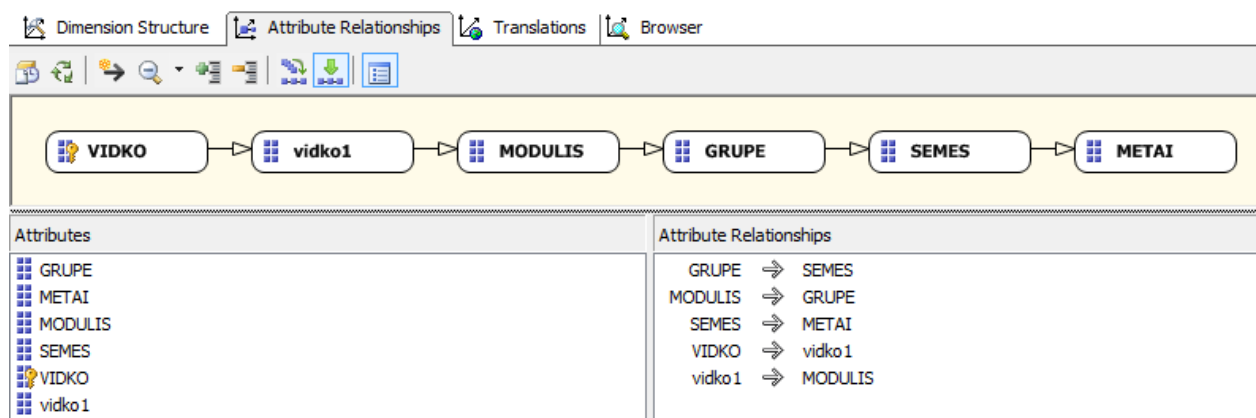 Dimension Structure Attribute Relationships Translations Browser
VIDKO vidko1 MODULIS GRUPE SEMES METAI
Attributes
GRUPE
METAI
MODULIS
SEMES
VIDKO
vidko1
Attribute Relationships
GRUPE SEMES
MODULIS GRUPE
SEMES METAI
VIDKO vidko1
vidko1 MODULIS